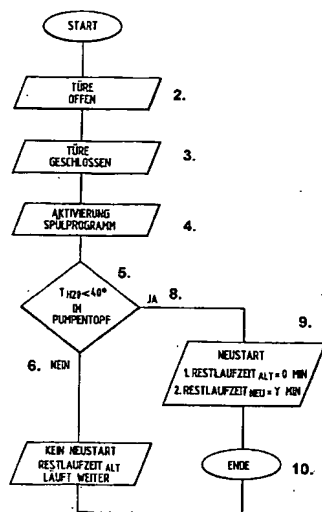 START
TÜRE
OFFEN
2.
TÜRE
GESCHLOSSEN
3.
AKTIVIERUNG
SPÜLPROGRAMM
4.
5.
T H20 <40°
IM
PUMPENTOPF
JA
8.
6.
NEIN
9.
NEUSTART
1. RESTLAUFZEIT ALT = 0 MIN
2. RESTLAUFZEIT NEU = Y MIN
KEIN NEUSTART
RESTLAUFZEIT ALT
LÄUFT WEITER
ENDE
10.